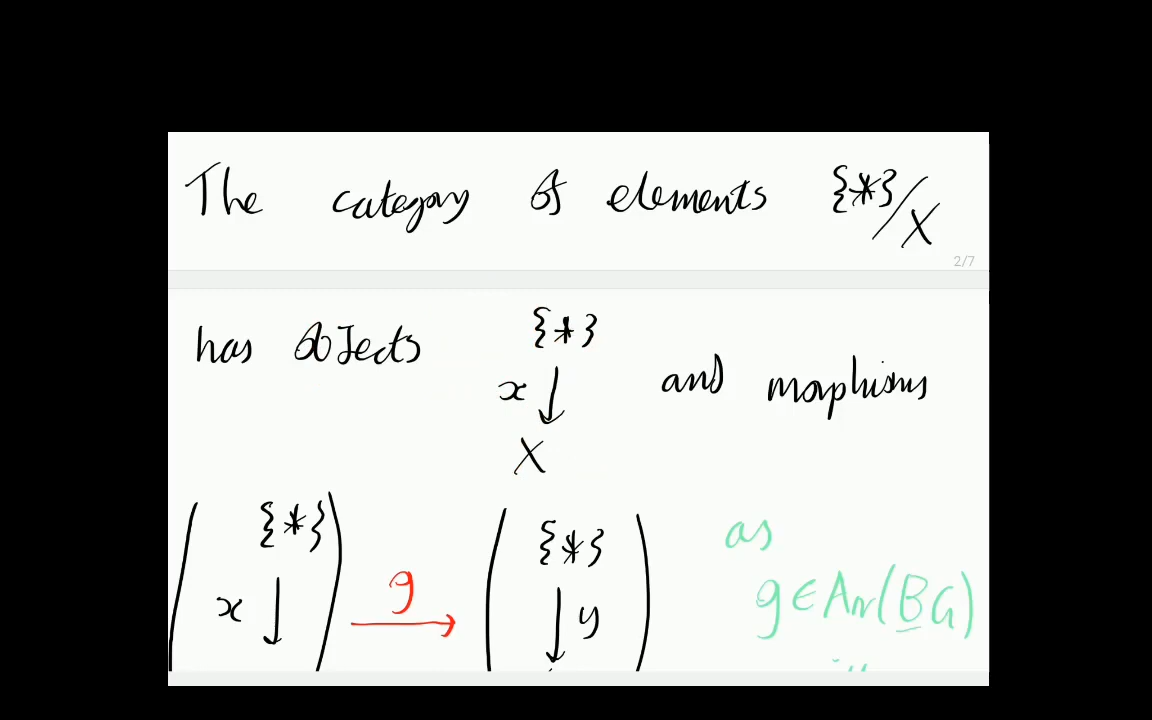 The category of elements {*}/X
2/7
has objects {*} x ↓ X and morphisms
( {*} x ↓ ) g → ( {*} ↓ y ) as
g ∈ Arr(BG)